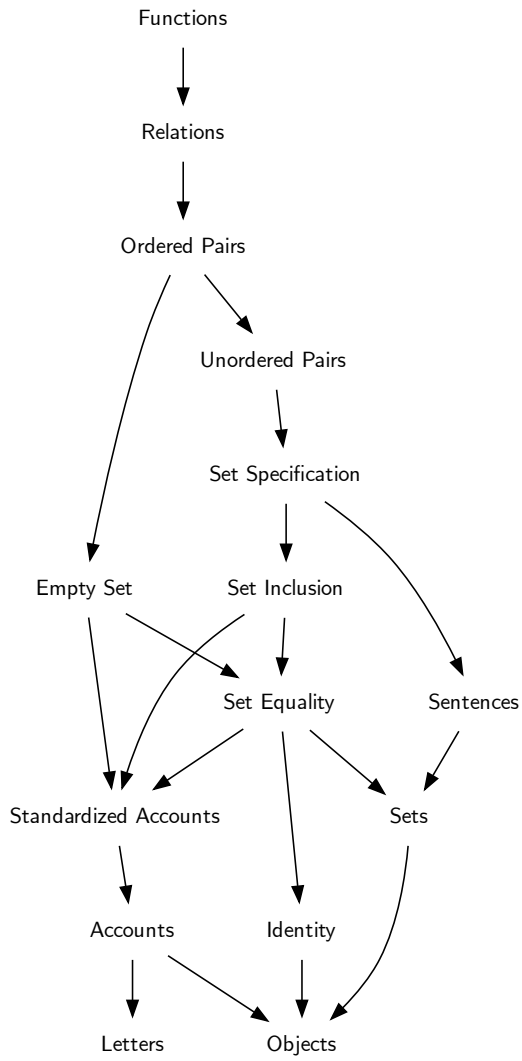 Functions
Relations
Ordered Pairs
Unordered Pairs
Set Specification
Empty Set
Set Inclusion
Set Equality
Sentences
Standardized Accounts
Sets
Accounts
Identity
Letters
Objects